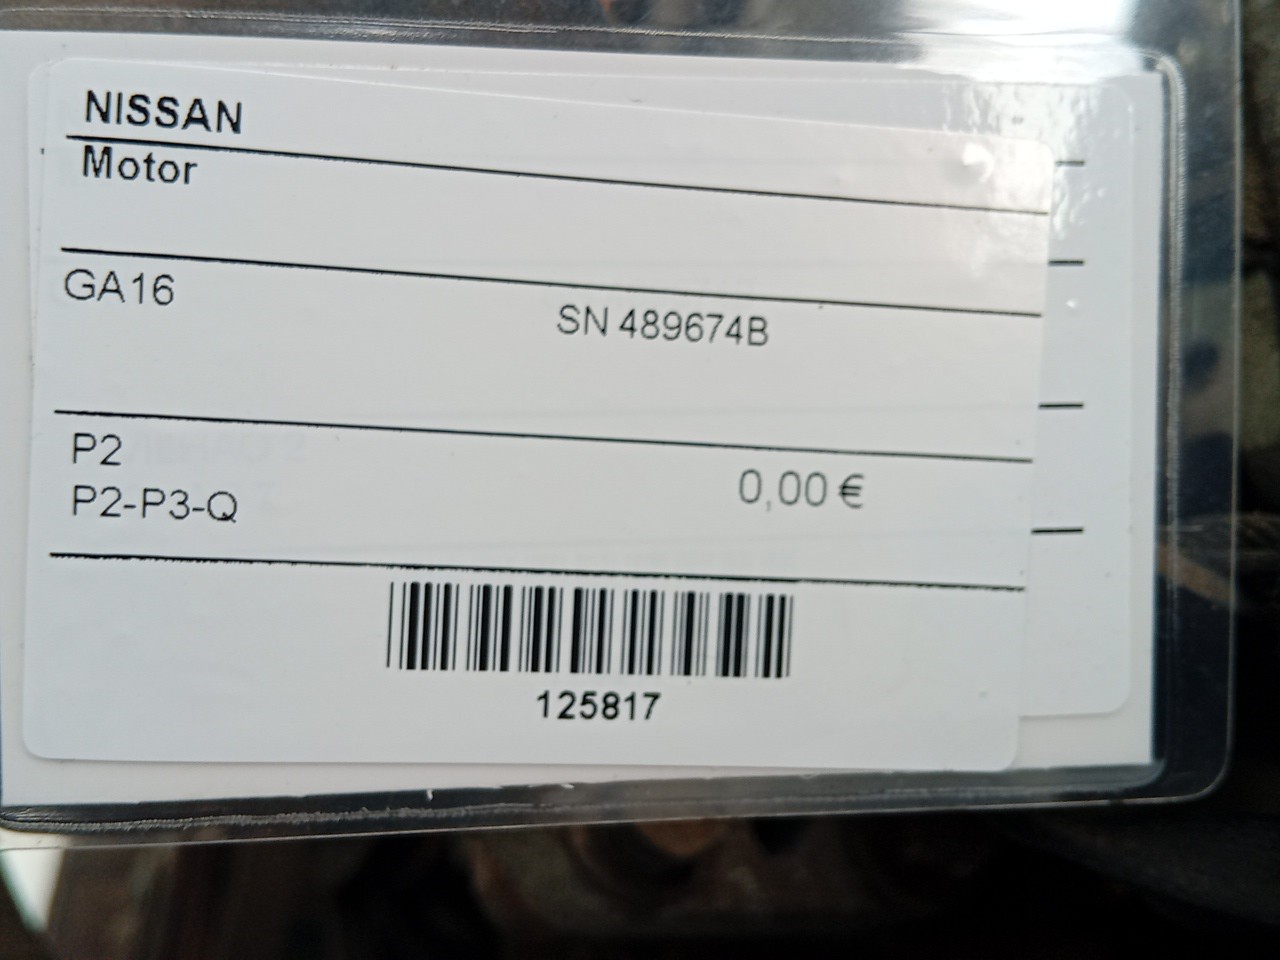 NISSAN
Motor
GA16
SN 489674B
P2
0,00 €
P2-P3-Q
125817